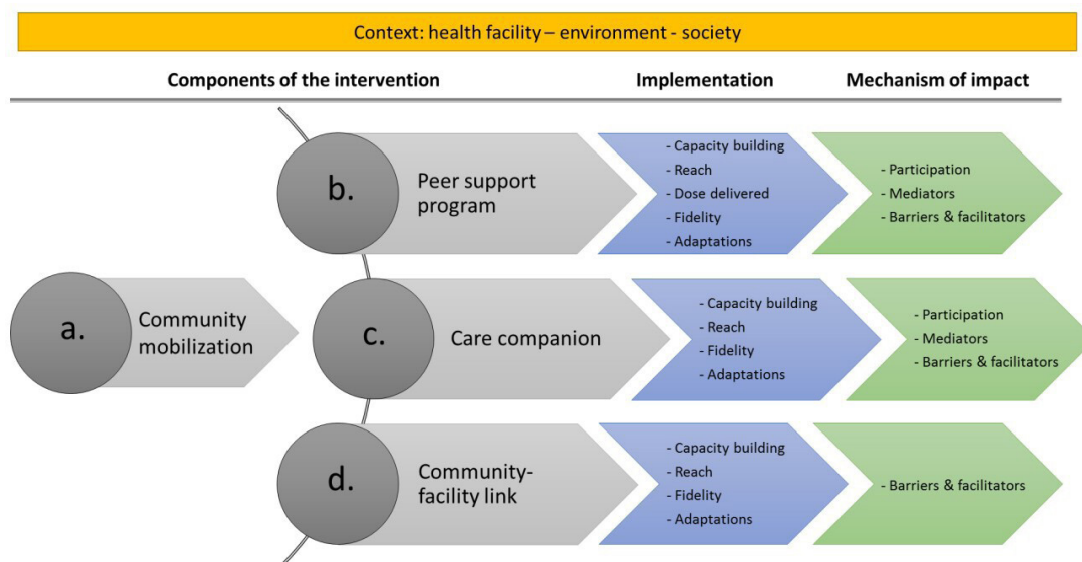 Context: health facility – environment - society
Components of the intervention
Implementation
Mechanism of impact
a.
Community
mobilization
b.
Peer support
program
- Capacity building
- Reach
- Dose delivered
- Fidelity
- Adaptations
- Participation
- Mediators
- Barriers & facilitators
c.
Care companion
- Capacity building
- Reach
- Fidelity
- Adaptations
- Participation
- Mediators
- Barriers & facilitators
d.
Community-
facility link
- Capacity building
- Reach
- Fidelity
- Adaptations
- Barriers & facilitators